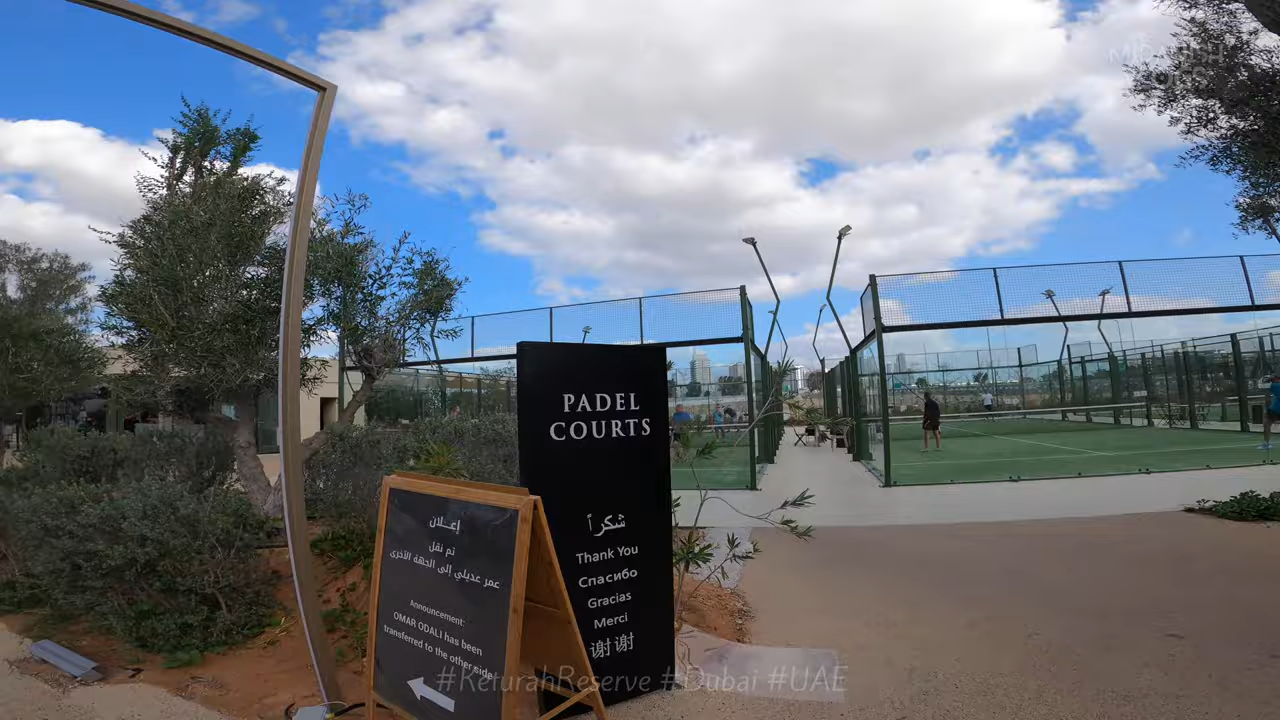 PADEL
COURTS
شكراً
Thank You
Спасибо
Gracias
Merci
谢谢
إعــلان
تم نقل
عمر عديلي إلى الجهة الأخرى
Announcement:
OMAR ODALI has been
transferred to the other side
#KeturahReserve #Dubai #UAE